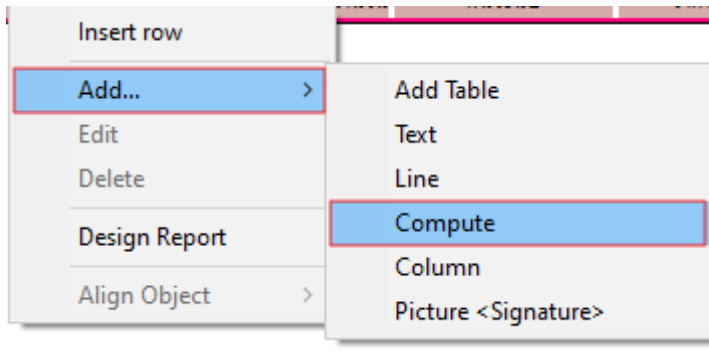 Insert row
Add...
Edit
Delete
Design Report
Align Object
Add Table
Text
Line
Compute
Column
Picture <Signature>